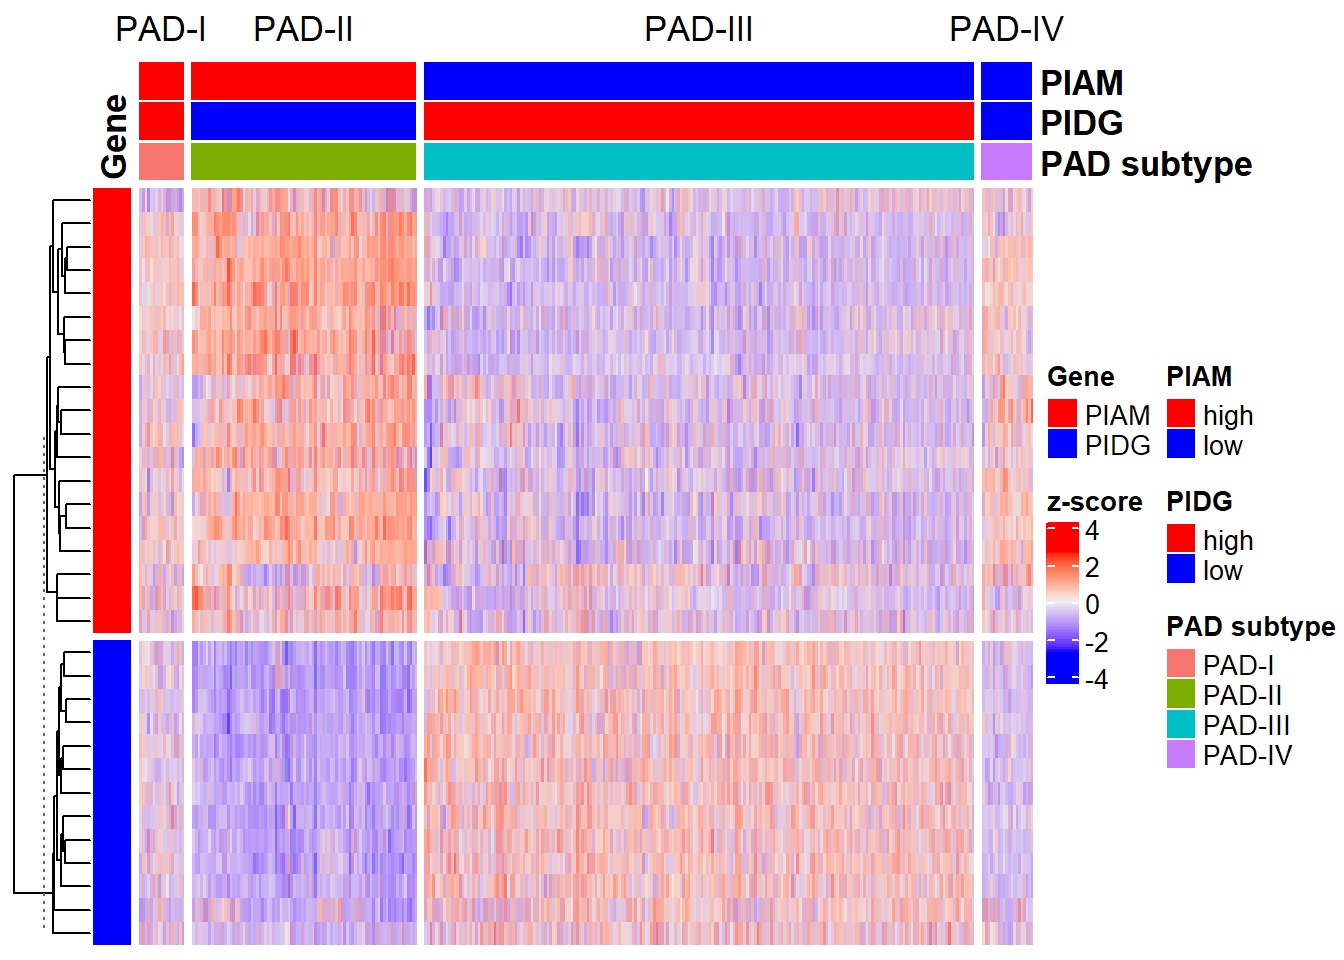 PAD-I PAD-II PAD-III PAD-IV
Gene
PIAM
PIDG
PAD subtype
Gene
PIAM
PIDG
PIAM
high
low
z-score
4
2
0
-2
-4
PIDG
high
low
PAD subtype
PAD-I
PAD-II
PAD-III
PAD-IV